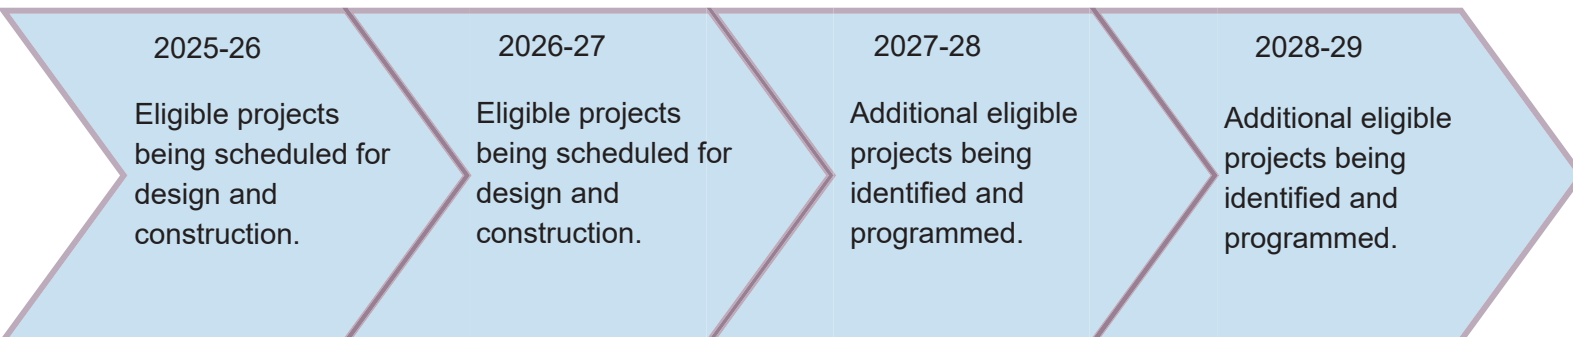 2025-26
Eligible projects
being scheduled for
design and
construction.
2026-27
Eligible projects
being scheduled for
design and
construction.
2027-28
Additional eligible
projects being
identified and
programmed.
2028-29
Additional eligible
projects being
identified and
programmed.